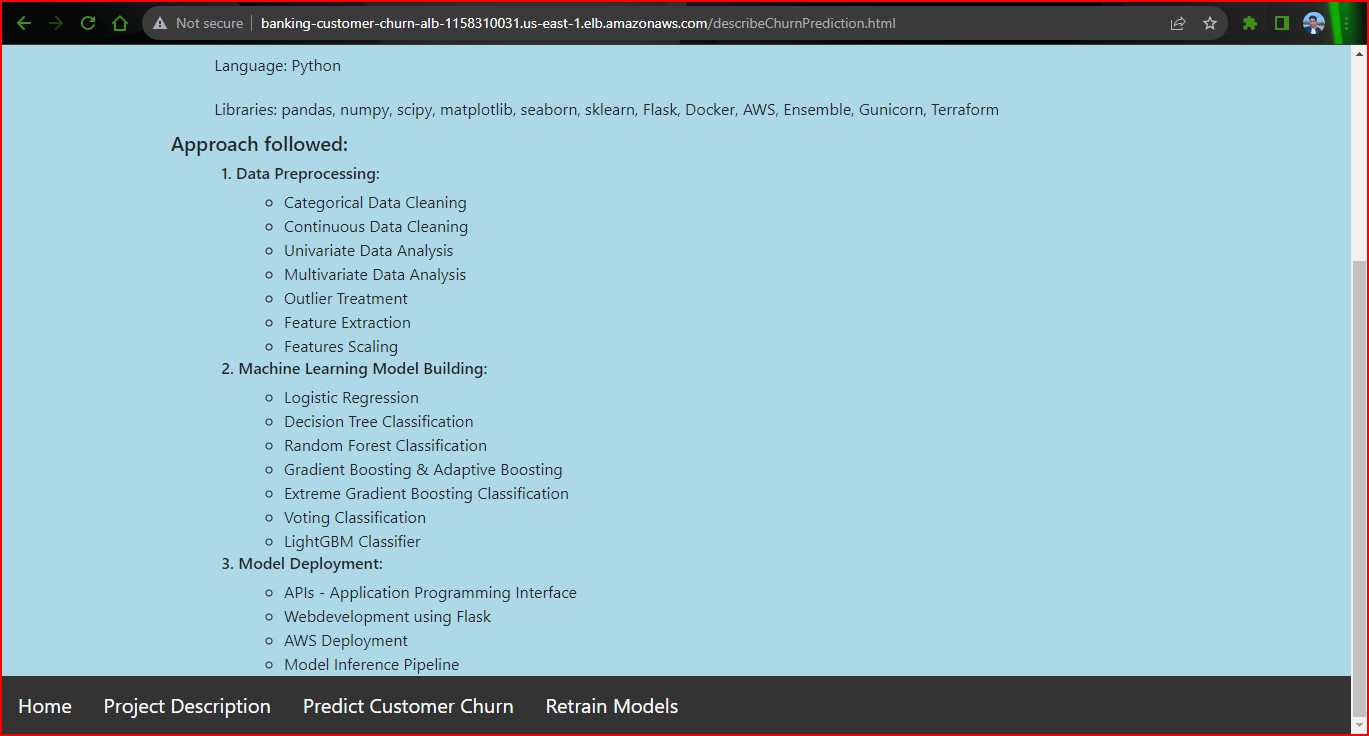 Not secure banking-customer-churn-alb-1158310031.us-east-1.elb.amazonaws.com/describeChurnPrediction.html
Language: Python
Libraries: pandas, numpy, scipy, matplotlib, seaborn, sklearn, Flask, Docker, AWS, Ensemble, Gunicorn, Terraform
Approach followed:
1. Data Preprocessing:
Categorical Data Cleaning
Continuous Data Cleaning
Univariate Data Analysis
Multivariate Data Analysis
Outlier Treatment
Feature Extraction
Features Scaling
2. Machine Learning Model Building:
Logistic Regression
Decision Tree Classification
Random Forest Classification
Gradient Boosting & Adaptive Boosting
Extreme Gradient Boosting Classification
Voting Classification
LightGBM Classifier
3. Model Deployment:
APIs - Application Programming Interface
Webdevelopment using Flask
AWS Deployment
Model Inference Pipeline
Home Project Description Predict Customer Churn Retrain Models